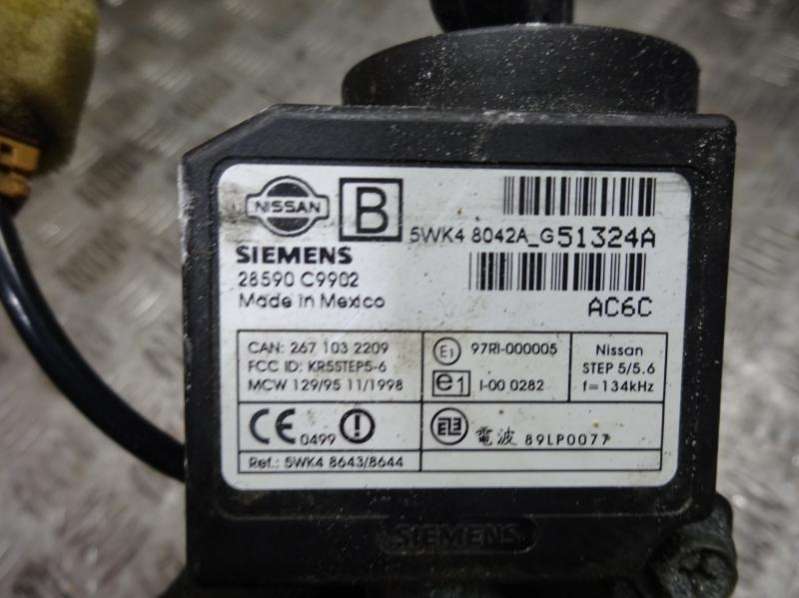 NISSAN
B
5WK4 8042A_G51324A
SIEMENS
28590 C9902
Made in Mexico
AC6C
CAN: 267 103 2209
FCC ID: KR5STEP5-6
MCW 129/95 11/1998
E1 97RI-000005
e1 I-00 0282
Nissan
STEP 5/5.6
f=134kHz
CE 0499
電波 89LP0077
Ref.: 5WK4 8643/8644
SIEMENS